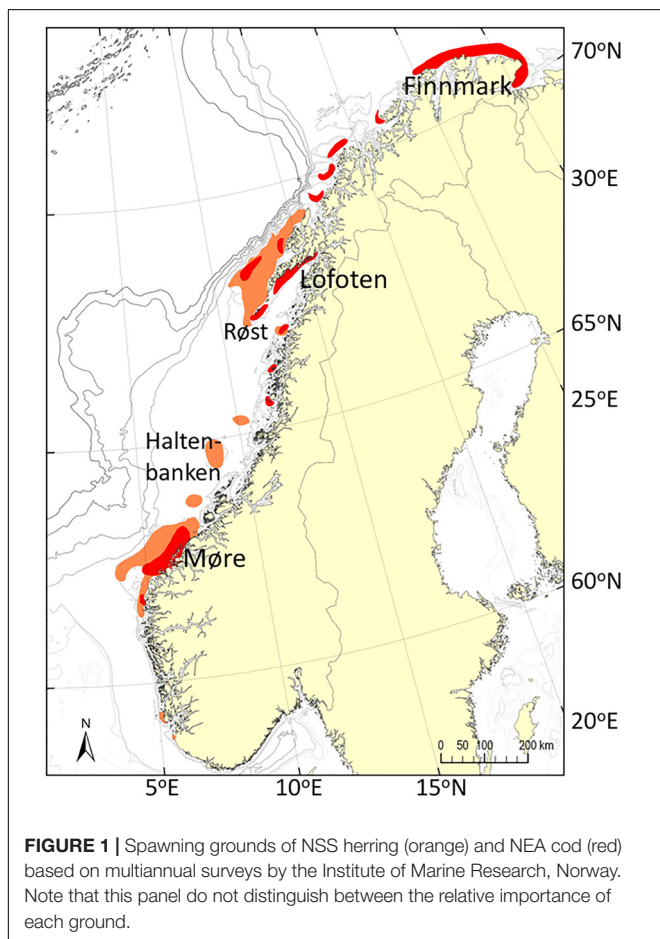 70ºN
Finnmark
30ºE
Lofoten
Røst
65ºN
25ºE
Halten-
banken
Møre
60ºN
N
20ºE
0 50 100 200 km
5ºE 10ºE 15ºN
FIGURE 1 | Spawning grounds of NSS herring (orange) and NEA cod (red)
based on multiannual surveys by the Institute of Marine Research, Norway.
Note that this panel do not distinguish between the relative importance of
each ground.